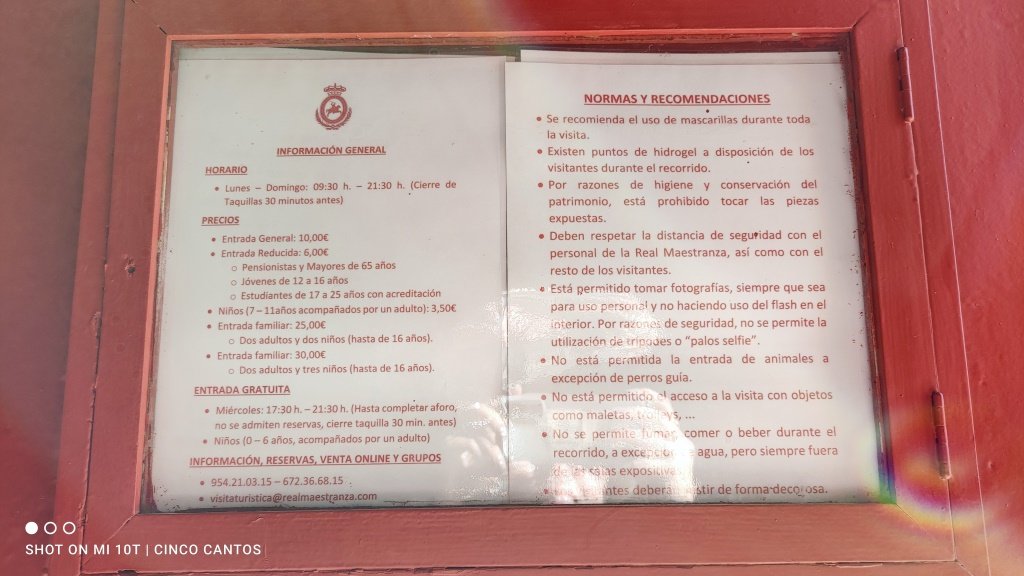 INFORMACIÓN GENERAL
HORARIO
• Lunes – Domingo: 09:30 h. – 21:30 h. (Cierre de
Taquillas 30 minutos antes)
PRECIOS
• Entrada General: 10,00€
• Entrada Reducida: 6,00€
o Pensionistas y Mayores de 65 años
o Jóvenes de 12 a 16 años
o Estudiantes de 17 a 25 años con acreditación
• Niños (7 – 11años acompañados por un adulto): 3,50€
• Entrada familiar: 25,00€
o Dos adultos y dos niños (hasta de 16 años).
• Entrada familiar: 30,00€
o Dos adultos y tres niños (hasta de 16 años).
ENTRADA GRATUITA
• Miércoles: 17:30 h. – 21:30 h. (Hasta completar aforo,
no se admiten reservas, cierre taquilla 30 min. antes)
• Niños (0 – 6 años, acompañados por un adulto)
INFORMACIÓN, RESERVAS, VENTA ONLINE Y GRUPOS
• 954.21.03.15 – 672.36.68.15
• visitaturistica@realmaestranza.com
NORMAS Y RECOMENDACIONES
• Se recomienda el uso de mascarillas durante toda
la visita.
• Existen puntos de hidrogel a disposición de los
visitantes durante el recorrido.
• Por razones de higiene y conservación del
patrimonio, está prohibido tocar las piezas
expuestas.
• Deben respetar la distancia de seguridad con el
personal de la Real Maestranza, así como con el
resto de los visitantes.
• Está permitido tomar fotografías, siempre que sea
para uso personal y no haciendo uso del flash en el
interior. Por razones de seguridad, no se permite la
utilización de trípodes o “palos selfie”.
• No está permitida la entrada de animales a
excepción de perros guía.
• No está permitido el acceso a la visita con objetos
como maletas, trolleys, ...
• No se permite fumar, comer o beber durante el
recorrido, a excepción de agua, pero siempre fuera
de las salas expositivas.
• visitantes deberán vestir de forma decorosa.
SHOT ON MI 10T | CINCO CANTOS